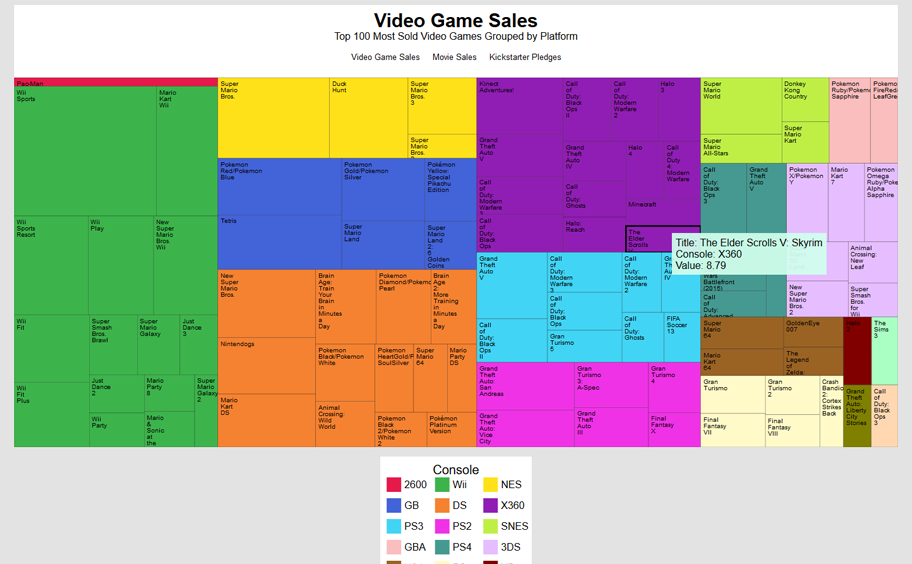 Video Game Sales
Top 100 Most Sold Video Games Grouped by Platform
Video Game Sales
Movie Sales
Kickstarter Pledges
Wii
Sports
Mario
Kart
Wii
Wii
Sports
Resort
Wii
Play
New
Super
Mario
Bros.
Wii
Wii
Fit
Super
Smash
Bros.
Brawl
Super
Mario
Galaxy
Just
Dance
3
Wii
Fit
Plus
Just
Dance
2
Mario
Party
8
Super
Mario
Galaxy
2
Wii
Party
Mario
&
Sonic
at
the
Super
Mario
Bros.
Duck
Hunt
Super
Mario
Bros.
3
Super
Mario
Bros.
Pokemon
Red/Pokemon
Blue
Pokemon
Gold/Pokemon
Silver
Pokémon
Yellow:
Special
Pikachu
Edition
Tetris
Super
Mario
Land
Super
Mario
Land
2
6
Golden
Coins
New
Super
Mario
Bros.
Brain
Age:
Train
Your
Brain
in
Minutes
a
Day
Pokemon
Diamond/Pokemon
Pearl
Brain
Age
2:
More
Training
in
Minutes
a
Day
Nintendogs
Pokemon
Black/Pokemon
White
Pokemon
HeartGold/F
SoulSilver
Super
Mario
64
Mario
Party
DS
Mario
Kart
DS
Animal
Crossing:
Wild
World
Pokemon
Black
2/Pokemon
White
2
Pokémon
Platinum
Version
Kinect
Adventures!
Call
of
Duty:
Black
Ops
II
Call
of
Duty:
Modern
Warfare
2
Halo
3
Grand
Theft
Auto
V
Grand
Theft
Auto
IV
Halo
4
Call
of
Duty
4:
Modern
Warfare
Call
of
Duty:
Modern
Warfare
3
Call
of
Duty:
Ghosts
Minecraft
Call
of
Duty:
Black
Ops
Halo:
Reach
The
Elder
Scrolls
Title: The Elder Scrolls V: Skyrim
Console: X360
Value: 8.79
Grand
Theft
Auto
V
Call
of
Duty:
Modern
Warfare
3
Call
of
Duty:
Modern
Warfare
2
Grand
Theft
Auto
Call
of
Duty:
Black
Ops
II
Call
of
Duty:
Black
Ops
Gran
Turismo
5
Call
of
Duty:
Ghosts
FIFA
Soccer
13
Grand
Theft
Auto:
San
Andreas
Gran
Turismo
3:
A-Spec
Gran
Turismo
4
Grand
Theft
Auto:
Vice
City
Grand
Theft
Auto
III
Final
Fantasy
X
Super
Mario
World
Donkey
Kong
Country
Super
Mario
All-Stars
Super
Mario
Kart
Pokemon
Ruby/Pokemon
Sapphire
Pokemon
FireRed/
LeafGre
Call
of
Duty:
Black
Ops
3
Grand
Theft
Auto
V
Battlefront
(2015)
Call
of
Duty:
Pokemon
X/Pokemon
Y
Mario
Kart
7
Pokemon
Omega
Ruby/Poke
Alpha
Sapphire
Animal
Crossing:
New
Leaf
New
Super
Mario
Bros.
2
Super
Smash
Bros.
for
Super
Mario
64
GoldenEye
007
Mario
Kart
64
The
Legend
of
Zelda:
The
Sims
3
Gran
Turismo
Gran
Turismo
2
Crash
Bandic
2:
Cortex
Strikes
Back
Final
Fantasy
VII
Final
Fantasy
VIII
Grand
Theft
Auto:
Liberty
City
Stories
Call
of
Duty:
Black
Ops
3
Console
2600 Wii NES
GB DS X360
PS3 PS2 SNES
GBA PS4 3DS